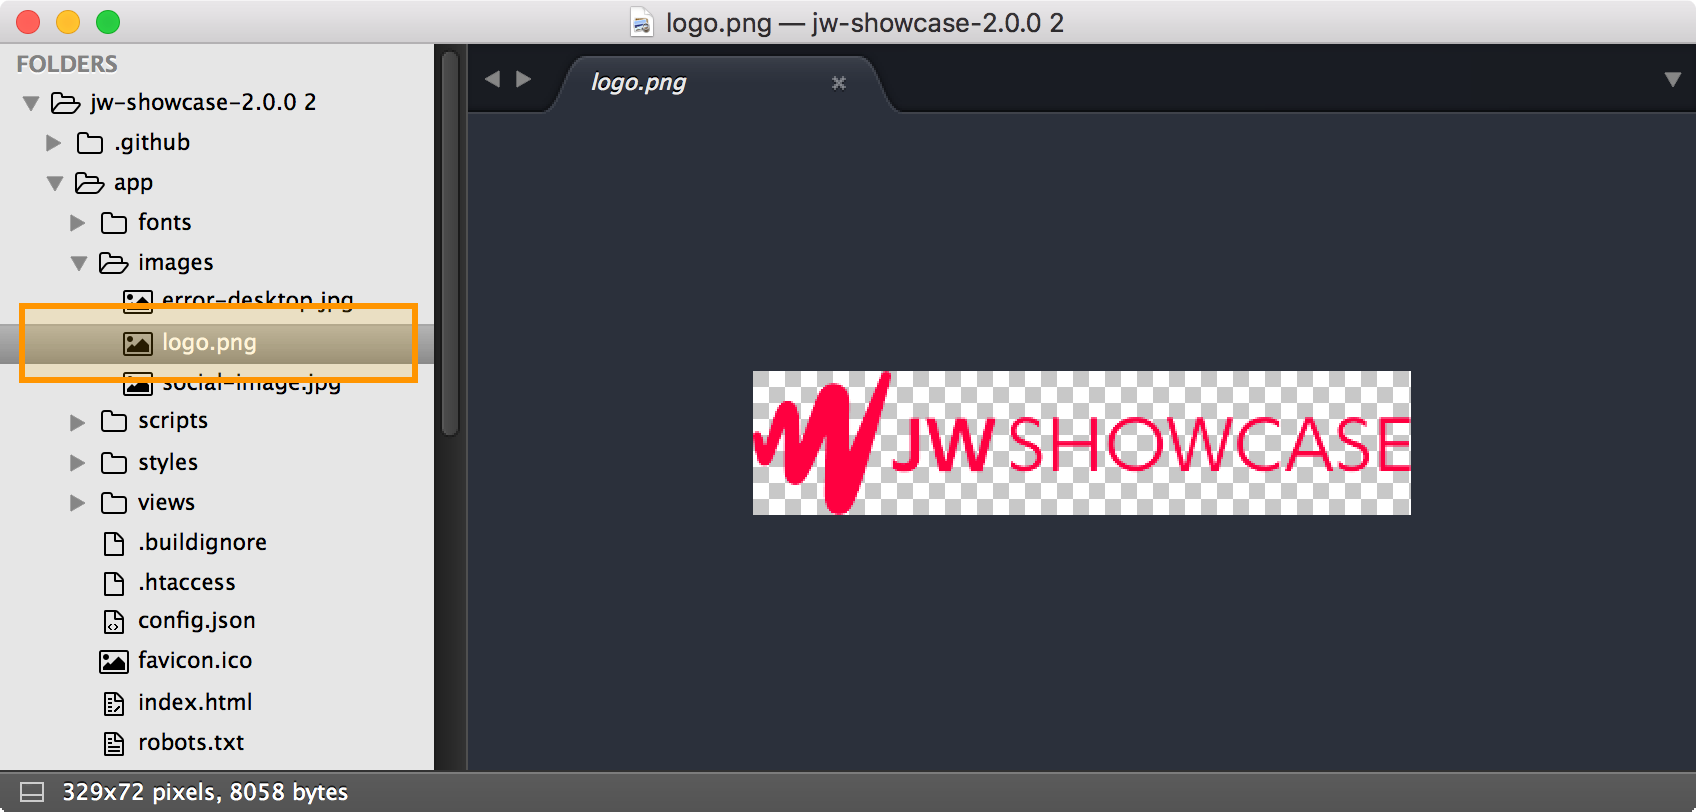 logo.png — jw-showcase-2.0.0 2
FOLDERS
jw-showcase-2.0.0 2
.github
app
fonts
images
error-desktop.jpg
logo.png
social-image.jpg
scripts
styles
views
.buildignore
.htaccess
config.json
favicon.ico
index.html
robots.txt
logo.png
JW SHOWCASE
329x72 pixels, 8058 bytes